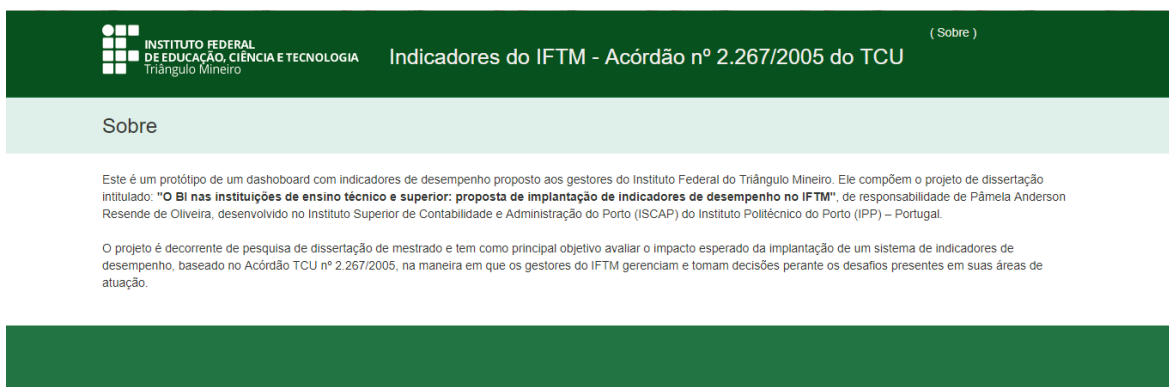 INSTITUTO FEDERAL
DE EDUCAÇÃO, CIÊNCIA E TECNOLOGIA
Triângulo Mineiro
Indicadores do IFTM - Acórdão nº 2.267/2005 do TCU
( Sobre )
Sobre
Este é um protótipo de um dashoboard com indicadores de desempenho proposto aos gestores do Instituto Federal do Triângulo Mineiro. Ele compõem o projeto de dissertação
intitulado: "O BI nas instituições de ensino técnico e superior: proposta de implantação de indicadores de desempenho no IFTM", de responsabilidade de Pâmela Anderson
Resende de Oliveira, desenvolvido no Instituto Superior de Contabilidade e Administração do Porto (ISCAP) do Instituto Politécnico do Porto (IPP) – Portugal.
O projeto é decorrente de pesquisa de dissertação de mestrado e tem como principal objetivo avaliar o impacto esperado da implantação de um sistema de indicadores de
desempenho, baseado no Acórdão TCU nº 2.267/2005, na maneira em que os gestores do IFTM gerenciam e tomam decisões perante os desafios presentes em suas áreas de
atuação.